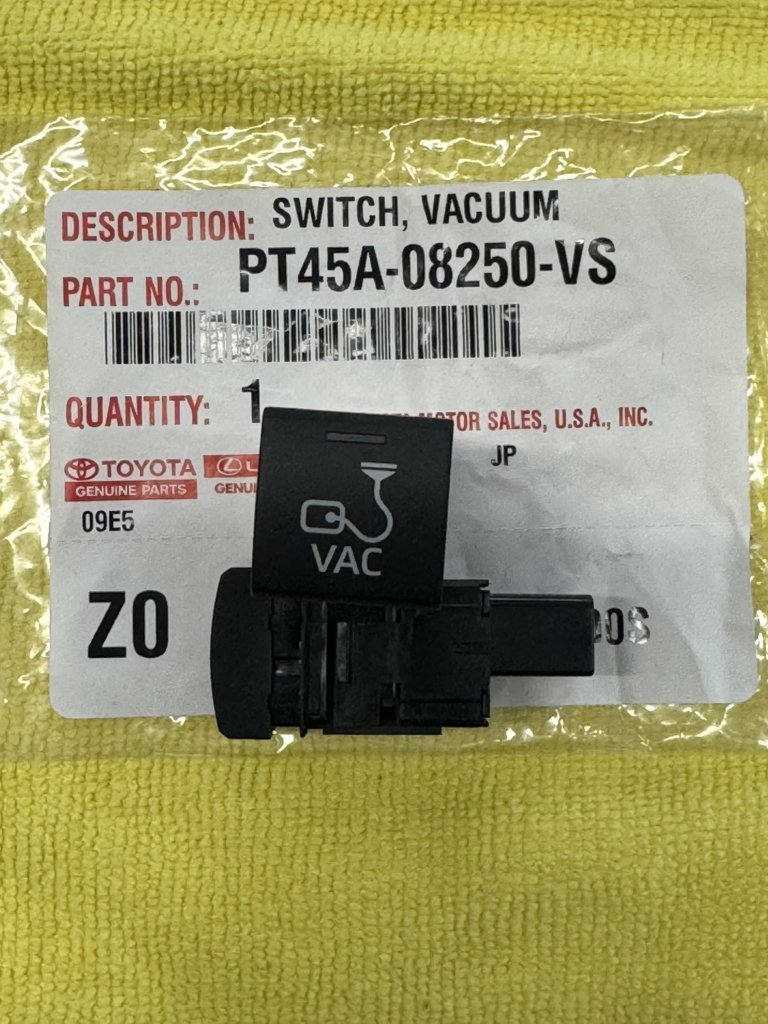 DESCRIPTION: SWITCH, VACUUM
PART NO.: PT45A-08250-VS
QUANTITY: 1
MOTOR SALES, U.S.A., INC.
JP
TOYOTA
GENUINE PARTS
09E5
VAC
Z0